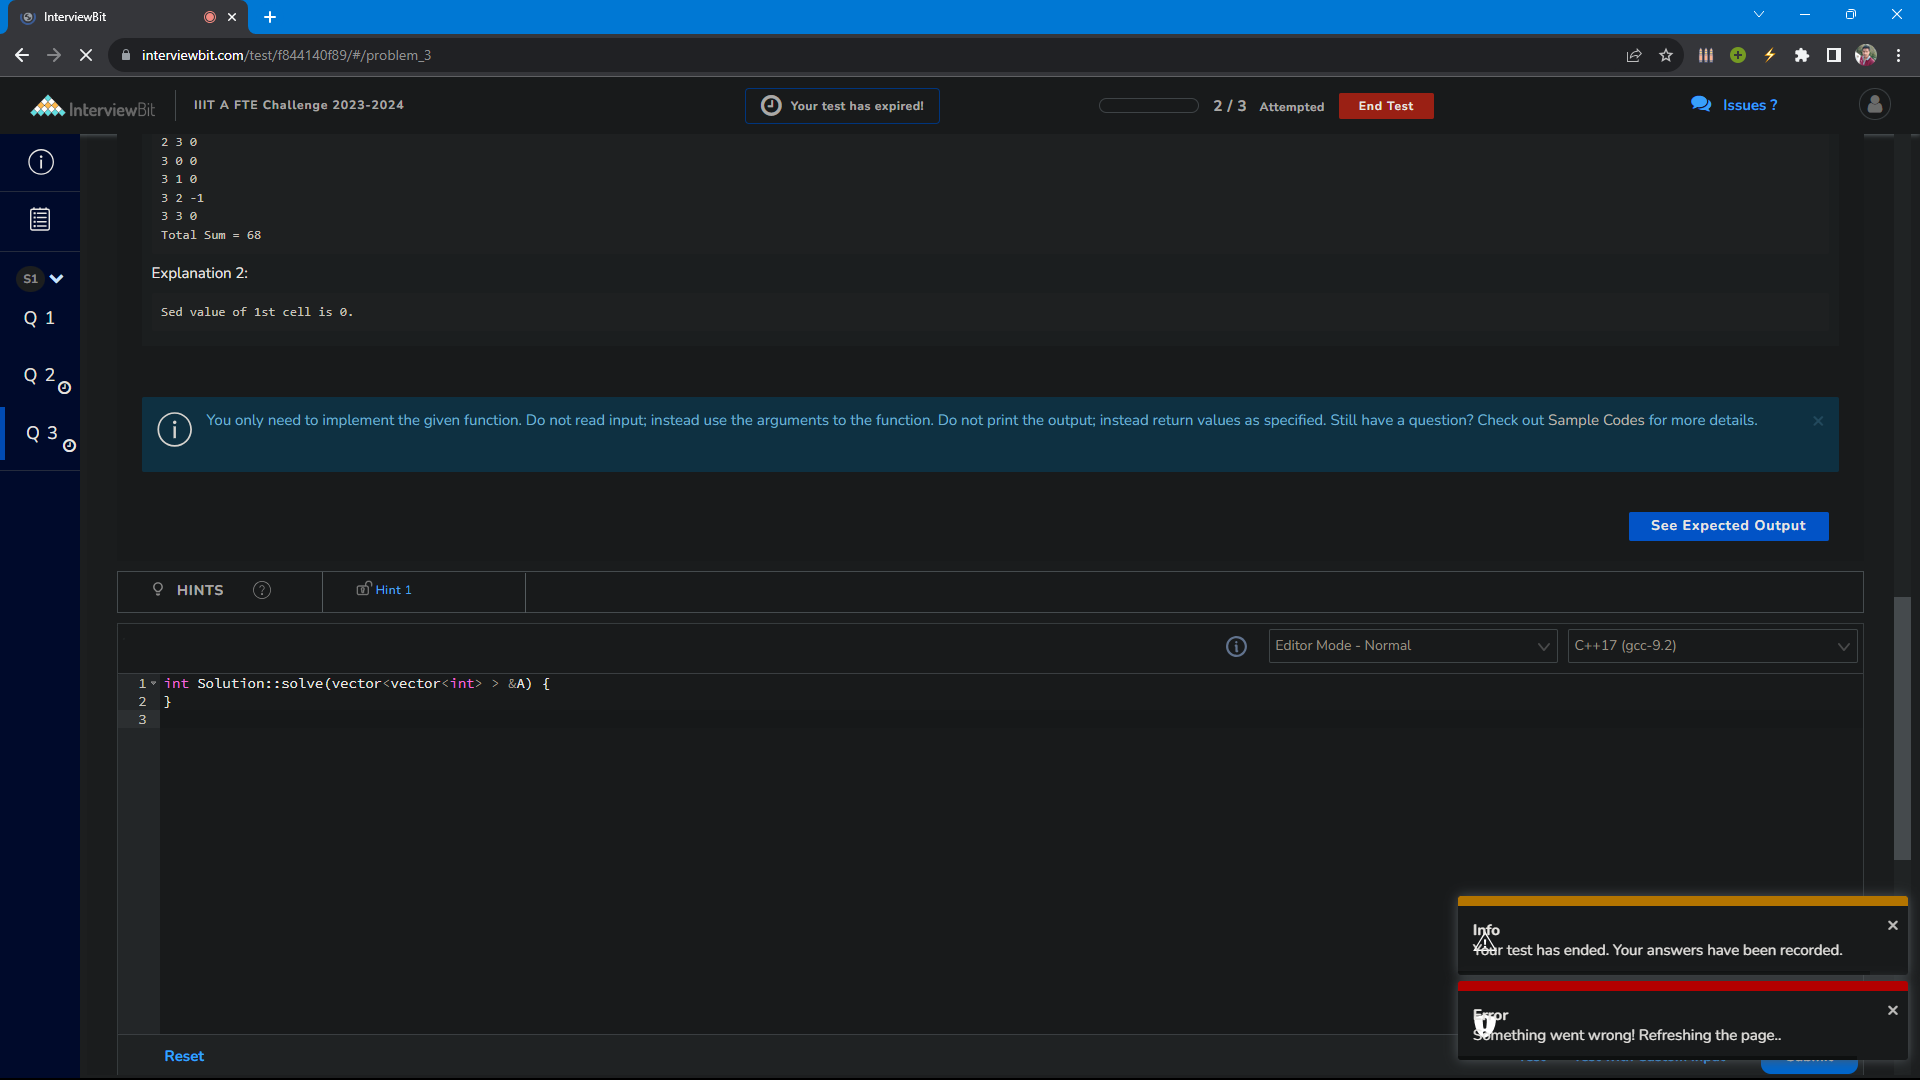 InterviewBit
interviewbit.com/test/f844140f89/#/problem_3
InterviewBit
IIIT A FTE Challenge 2023-2024
Your test has expired!
2 / 3 Attempted
End Test
Issues ?
2 3 0
3 0 0
3 1 0
3 2 -1
3 3 0
Total Sum = 68
Explanation 2:
Sed value of 1st cell is 0.
S1
Q 1
Q 2
Q 3
You only need to implement the given function. Do not read input; instead use the arguments to the function. Do not print the output; instead return values as specified. Still have a question? Check out Sample Codes for more details.
See Expected Output
HINTS
Hint 1
Editor Mode - Normal
C++17 (gcc-9.2)
1 int Solution::solve(vector<vector<int> > &A) {
2 }
3
Info
Your test has ended. Your answers have been recorded.
Error
Something went wrong! Refreshing the page..
Reset